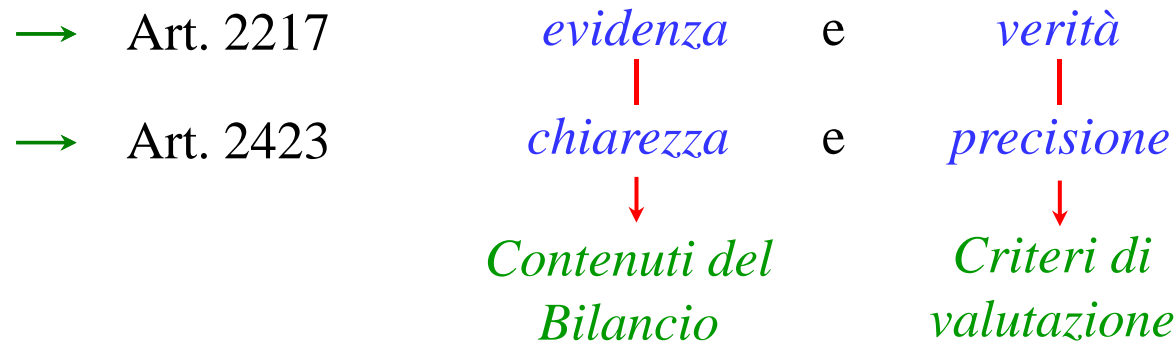 Art. 2217 evidenza e verità
Art. 2423 chiarezza e precisione
Contenuti del Criteri di
Bilancio valutazione